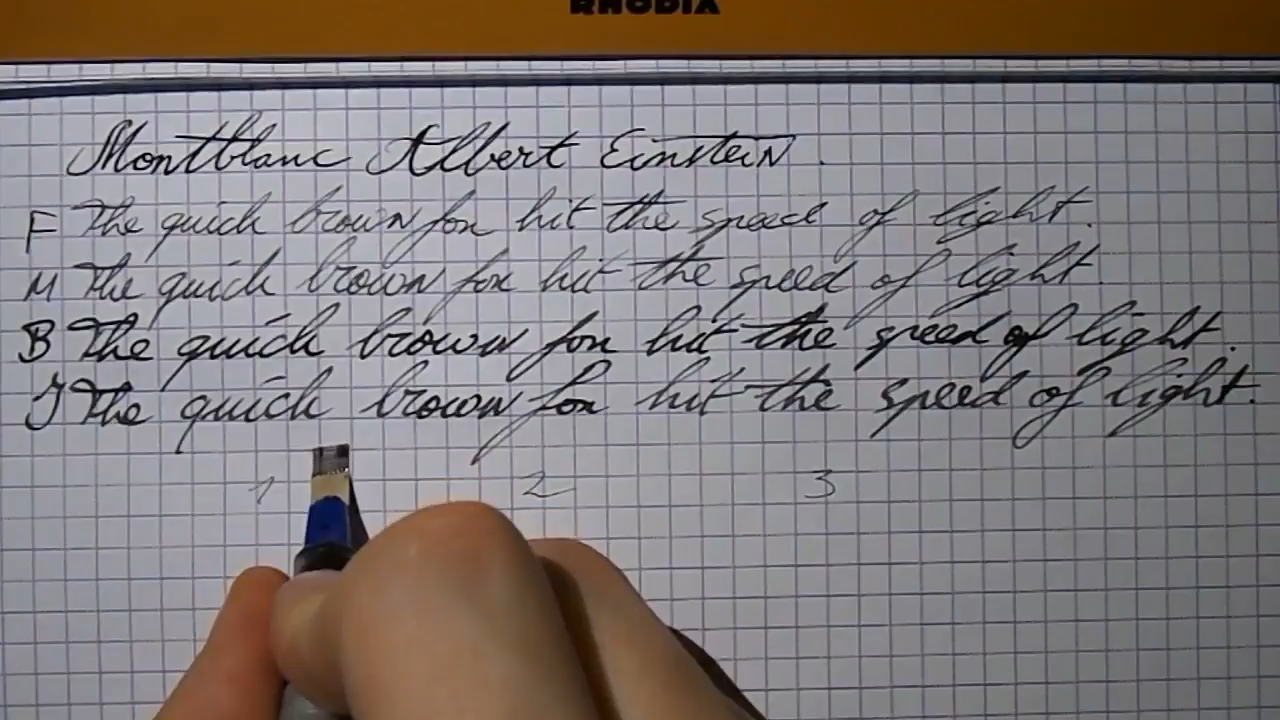 RHODIA
Montblanc Albert Einstein.
F The quick brown fox hit the speed of light.
M The quick brown fox hit the speed of light.
B The quick brown fox hit the speed of light.
J The quick brown fox hit the speed of light.
1 2 3